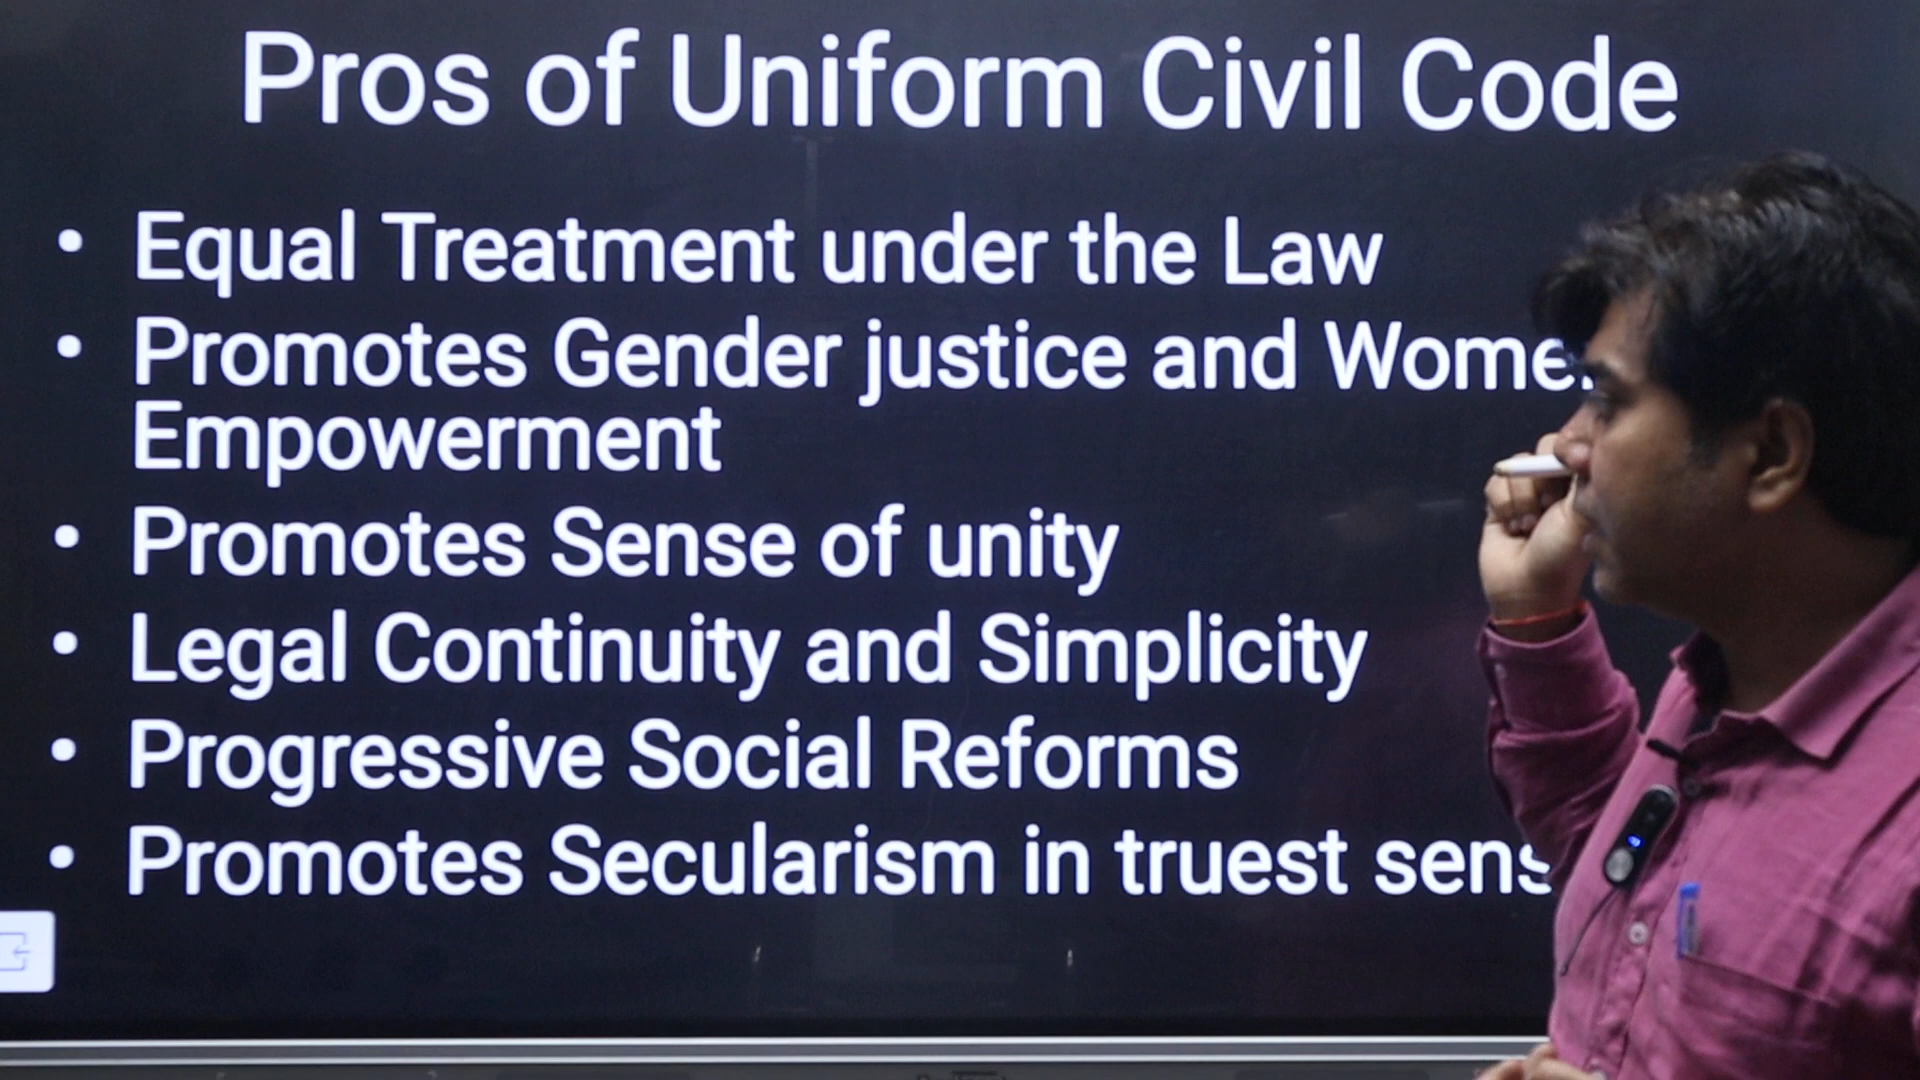 Pros of Uniform Civil Code
• Equal Treatment under the Law
• Promotes Gender justice and
Empowerment
• Promotes Sense of unity
• Legal Continuity and Simplicity
• Progressive Social Reforms
• Promotes Secularism in truest